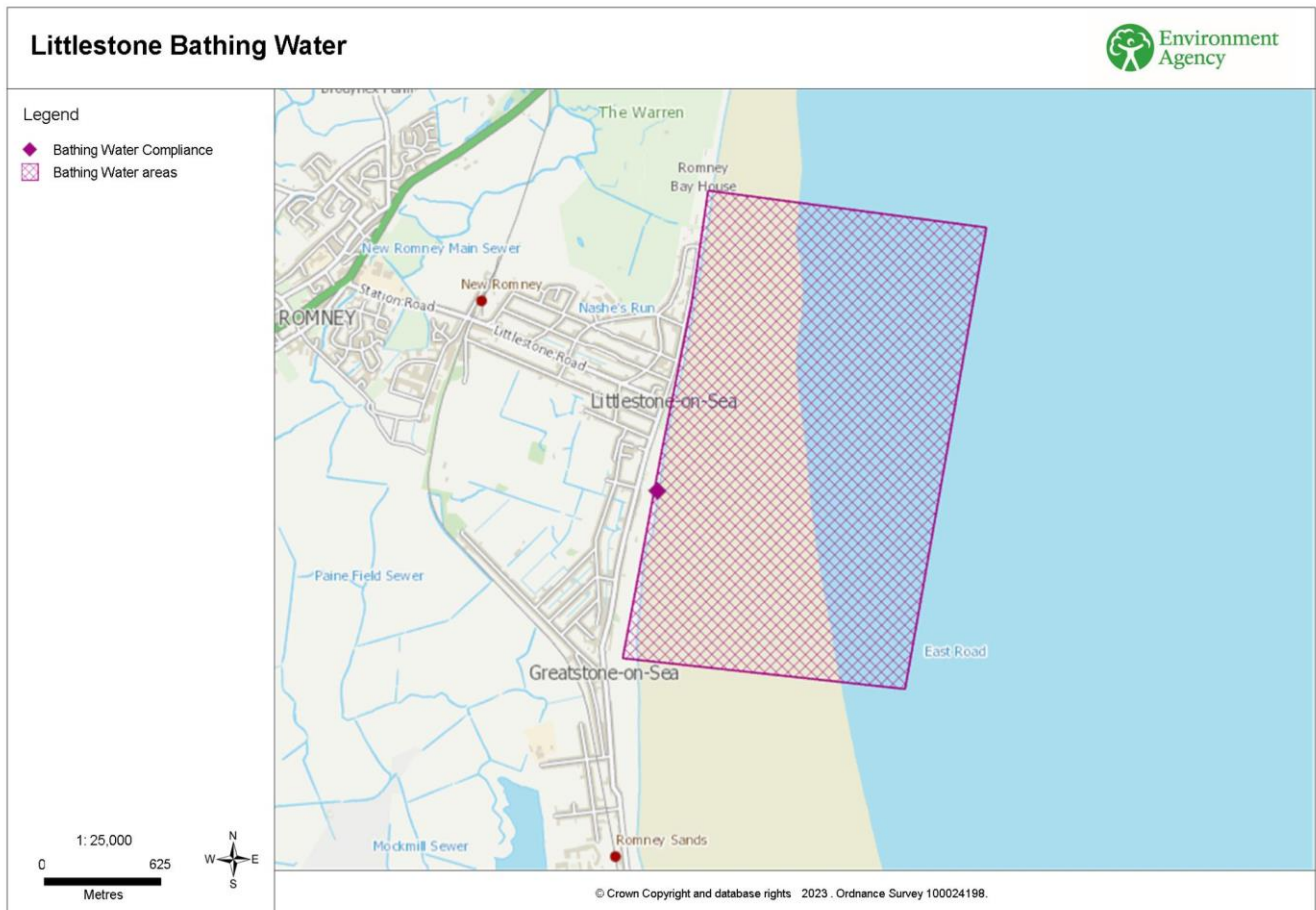 Littlestone Bathing Water
Environment
Agency
Legend
Bathing Water Compliance
Bathing Water areas
The Warren
Romney
Bay House
New Romney Main Sewer
New Romney
Station Road
Nashe's Run
ROMNEY
Littlestone Road
Littlestone-on-Sea
Paine Field Sewer
East Road
Greatstone-on-Sea
Romney Sands
Mockmill Sewer
1: 25,000
0 625
Metres
N
W E
S
© Crown Copyright and database rights 2023 . Ordnance Survey 100024198.